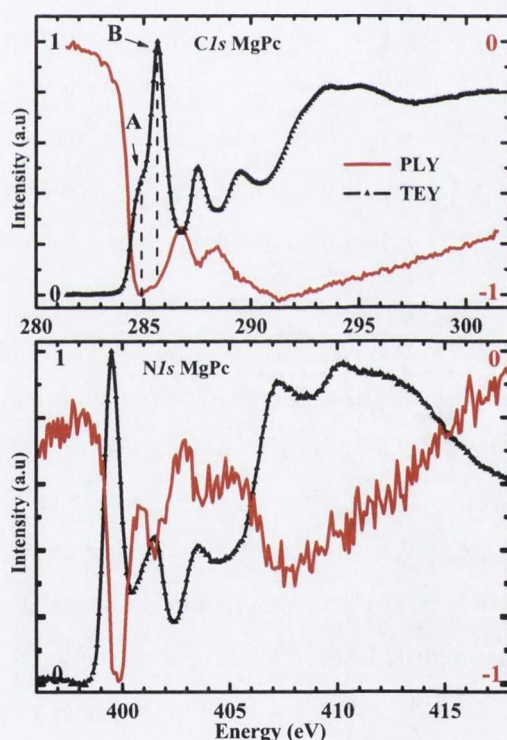 B
C1s MgPc
A
PLY
TEY
Intensity (a.u)
1
0
0
-1
280 285 290 295 300
N1s MgPc
Intensity (a.u)
1
0
0
-1
400 405 410 415
Energy (eV)